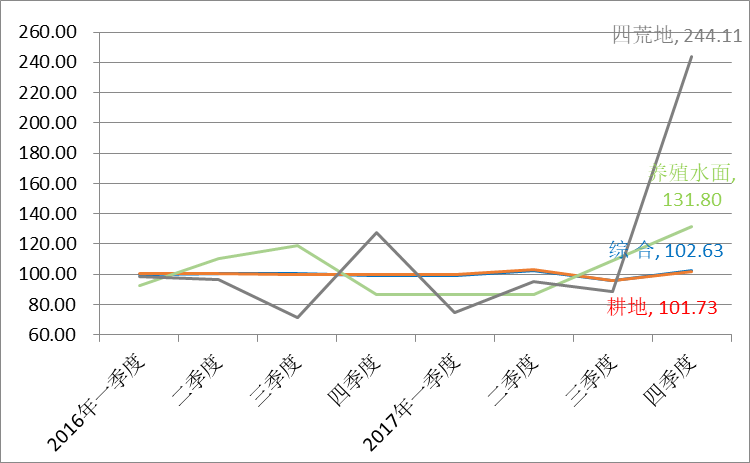 260.00
240.00
220.00
200.00
180.00
160.00
140.00
120.00
100.00
80.00
60.00
四荒地, 244.11
养殖水面,
131.80
综 合, 102.63
耕地, 101.73
2016年一季度
二季度
三季度
四季度
2017年一季度
二季度
三季度
四季度